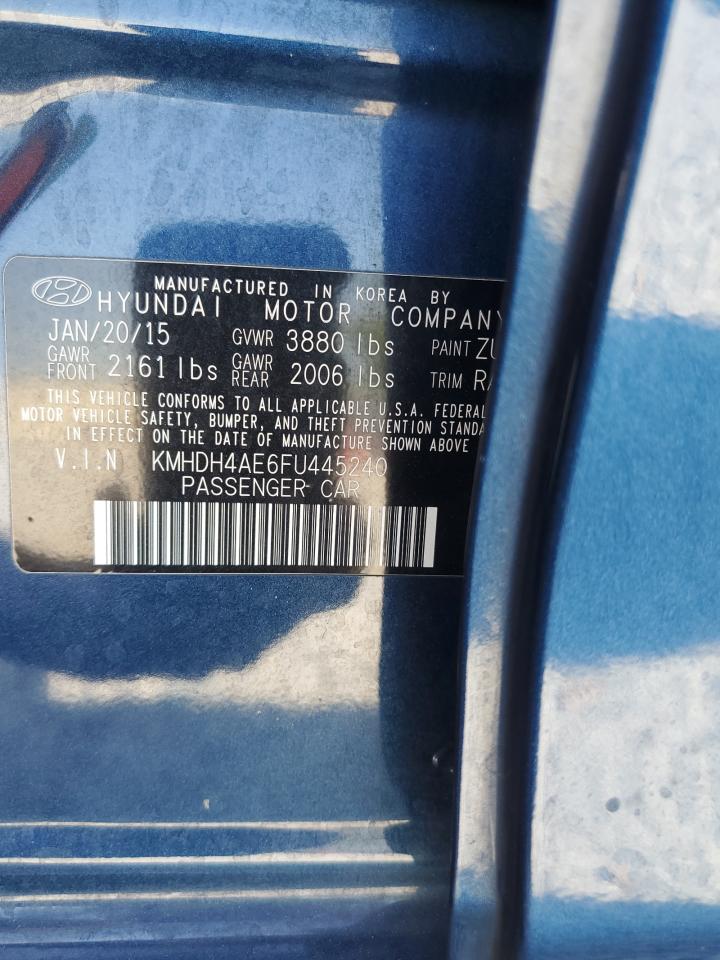 MANUFACTURED IN KOREA BY
HYUNDAI MOTOR COMPANY
JAN/20/15 GVWR 3880 lbs PAINT
GAWR FRONT 2161 lbs GAWR REAR 2006 lbs TRIM
THIS VEHICLE CONFORMS TO ALL APPLICABLE U.S.A. FEDERAL
MOTOR VEHICLE SAFETY, BUMPER, AND THEFT PREVENTION STANDA
IN EFFECT ON THE DATE OF MANUFACTURE SHOWN ABOVE
V.I.N KMHDH4AE6FU445240
PASSENGER CAR